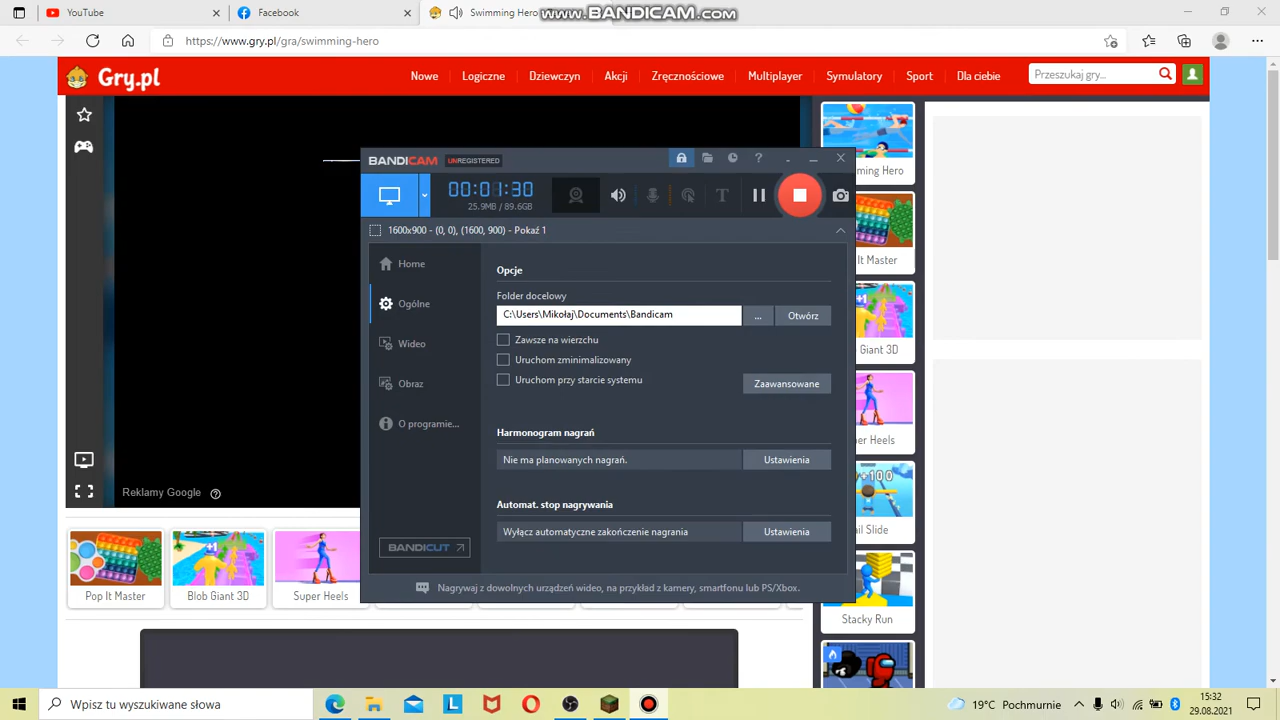 YouTube
Facebook
Swimming Hero
www.BANDICAM.com
https://www.gry.pl/gra/swimming-hero
Gry.pl
Nowe
Logiczne
Dziewczyn
Akcji
Zręcznościowe
Multiplayer
Symulatory
Sport
Dla ciebie
Przeszukaj gry...
BANDICAM UNREGISTERED
00:01:30
25.9MB / 89.6GB
1600x900 - (0, 0), (1600, 900) - Pokaź 1
Home
Ogólne
Wideo
Obraz
O programie...
BANDICUT
Opcje
Folder docelowy
C:\Users\Mikołaj\Documents\Bandicam
...
Otwórz
Zawsze na wierzchu
Uruchom zminimalizowany
Uruchom przy starcie systemu
Zaawansowane
Harmonogram nagrań
Nie ma planowanych nagrań.
Ustawienia
Automat. stop nagrywania
Wyłącz automatyczne zakończenie nagrania
Ustawienia
Nagrywaj z dowolnych urządzeń wideo, na przykład z kamery, smartfonu lub PS/Xbox.
ming Hero
It Master
Giant 3D
er Heels
+100
ail Slide
Stacky Run
Reklamy Google
Pop It Master
Blob Giant 3D
Super Heels
Wpisz tu wyszukiwane słowa
19°C Pochmurnie
15:32
29.08.2021